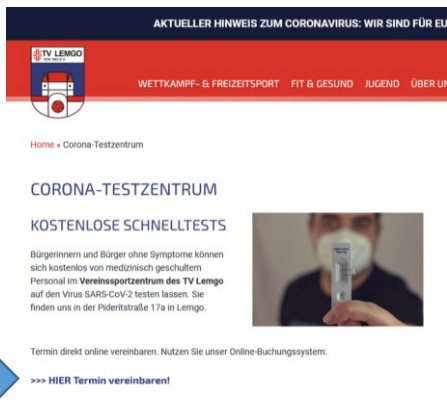 AKTUELLER HINWEIS ZUM CORONAVIRUS: WIR SIND FÜR EU
TV LEMGO
WETTKAMPF- & FREIZEITSPORT FIT & GESUND JUGEND ÜBER UN
Home » Corona-Testzentrum
CORONA-TESTZENTRUM
KOSTENLOSE SCHNELLTESTS
Bürgerinnern und Bürger ohne Symptome können
sich kostenlos von medizinisch geschultem
Personal im Vereinssportzentrum des TV Lemgo
auf den Virus SARS-CoV-2 testen lassen. Sie
finden uns in der Pideritstraße 17a in Lemgo.
Termin direkt online vereinbaren. Nutzen Sie unser Online-Buchungssystem:
>>> HIER Termin vereinbaren!